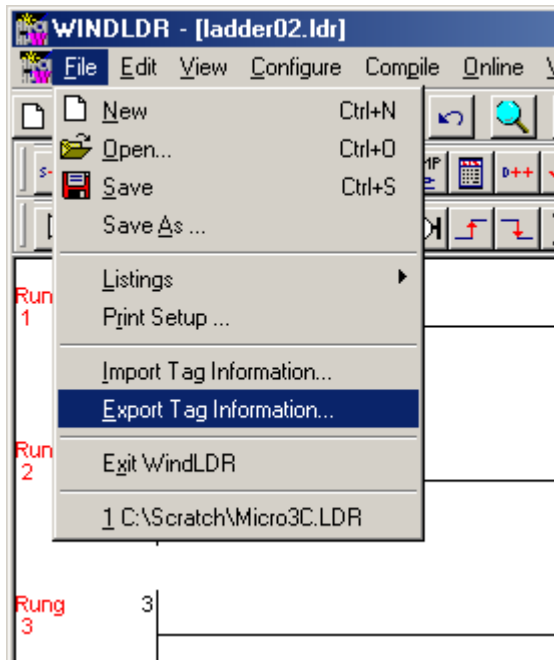 WINDLDR - [ladder02.ldr]
File Edit View Configure Compile Online
New Ctrl+N
Open... Ctrl+O
Save Ctrl+S
Save As ...
Listings
Print Setup ...
Import Tag Information...
Export Tag Information...
Exit WindLDR
1 C:\Scratch\Micro3C.LDR
D++
Run
1
Run
2
Rung 3
3